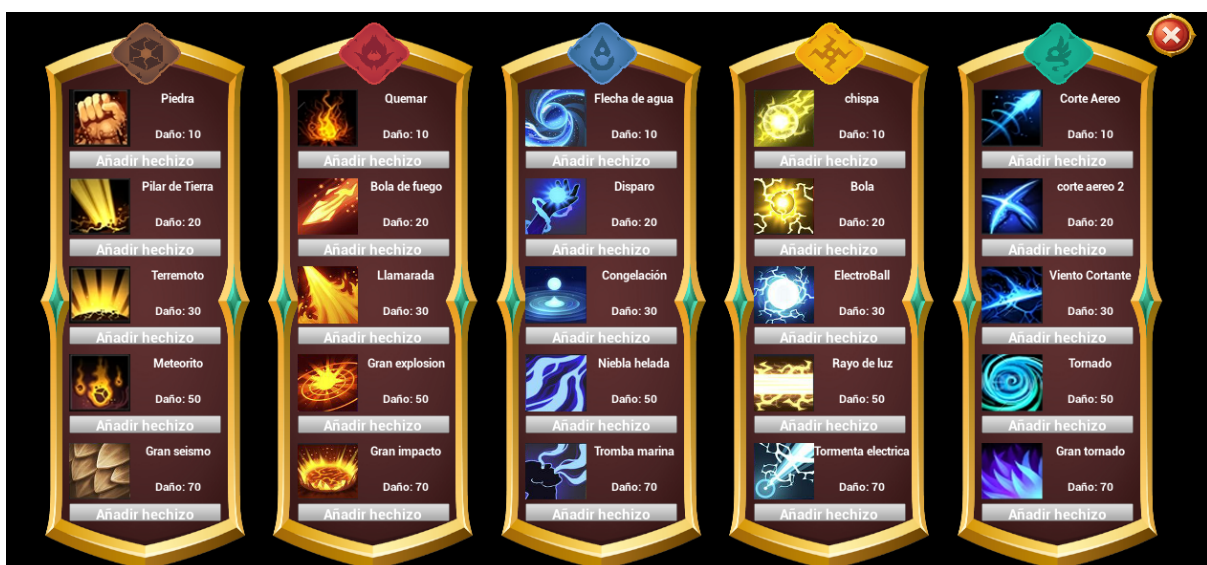 Piedra
Daño: 10
Añadir hechizo
Pilar de Tierra
Daño: 20
Añadir hechizo
Terremoto
Daño: 30
Añadir hechizo
Meteorito
Daño: 50
Añadir hechizo
Gran seismo
Daño: 70
Añadir hechizo
Quemar
Daño: 10
Añadir hechizo
Bola de fuego
Daño: 20
Añadir hechizo
Llamarada
Daño: 30
Añadir hechizo
Gran explosion
Daño: 50
Añadir hechizo
Gran impacto
Daño: 70
Añadir hechizo
Flecha de agua
Daño: 10
Añadir hechizo
Disparo
Daño: 20
Añadir hechizo
Congelación
Daño: 30
Añadir hechizo
Niebla helada
Daño: 50
Añadir hechizo
Tromba marina
Daño: 70
Añadir hechizo
chispa
Daño: 10
Añadir hechizo
Bola
Daño: 20
Añadir hechizo
ElectroBall
Daño: 30
Añadir hechizo
Rayo de luz
Daño: 50
Añadir hechizo
Tormenta electrica
Daño: 70
Añadir hechizo
Corte Aereo
Daño: 10
Añadir hechizo
corte aereo 2
Daño: 20
Añadir hechizo
Viento Cortante
Daño: 30
Añadir hechizo
Tornado
Daño: 50
Añadir hechizo
Gran tornado
Daño: 70
Añadir hechizo